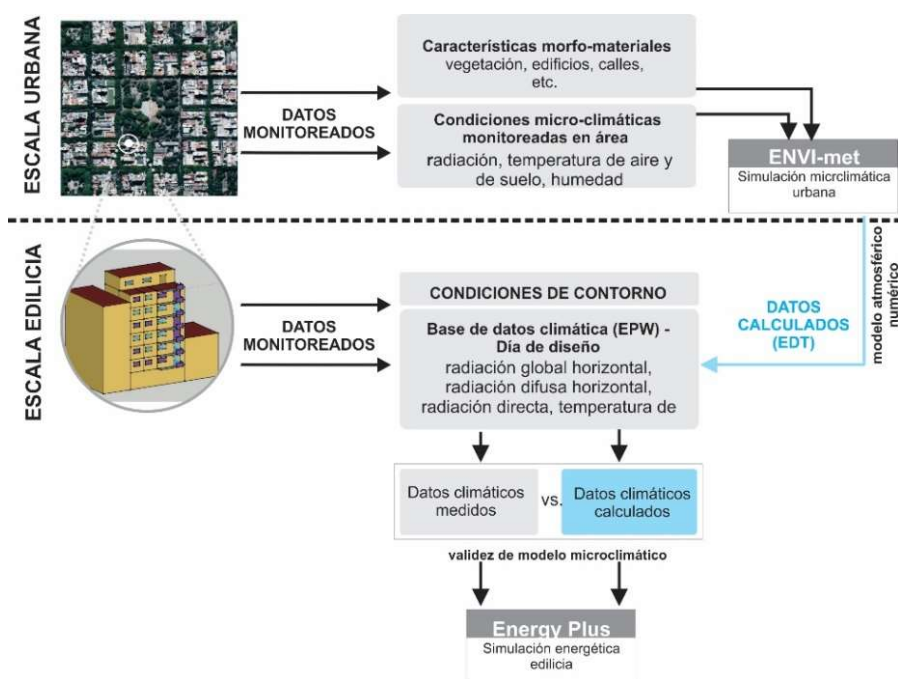 ESCALA URBANA
DATOS
MONITOREADOS
Características morfo-materiales
vegetación, edificios, calles,
etc.
Condiciones micro-climáticas
monitoreadas en área
radiación, temperatura de aire y
de suelo, humedad
ENVI-met
Simulación microlimática
urbana
ESCALA EDILICIA
DATOS
MONITOREADOS
CONDICIONES DE CONTORNO
Base de datos climática (EPW) -
Día de diseño
radiación global horizontal,
radiación difusa horizontal,
radiación directa, temperatura de
DATOS
CALCULADOS
(EDT)
modelo atmosférico
numérico
Datos climáticos
medidos
vs.
Datos climáticos
calculados
validez de modelo microclimático
Energy Plus
Simulación energética
edilicia